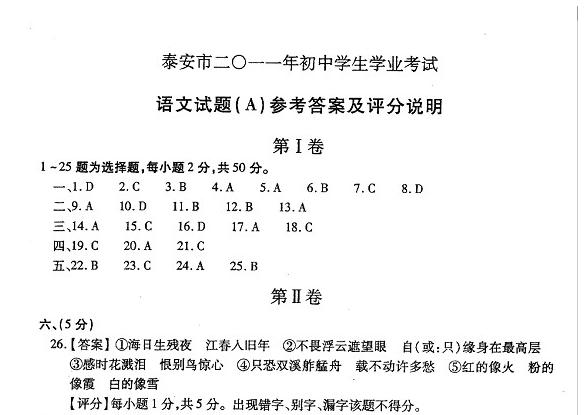 泰安市二〇一一年初中学生学业考试
语文试题(A)参考答案及评分说明
第Ⅰ卷
1~25题为选择题,每小题2分,共50分。
一、1. D 2. C 3. B 4. A 5. A 6. B 7. C 8. D
二、9. A 10. D 11. B 12. B 13. A
三、14. A 15. C 16. D 17. A 18. C
四、19. C 20. A 21. C
五、22. B 23. C 24. A 25. B
第Ⅱ卷
六、(5分)
26.【答案】①海日生残夜 江春入旧年 ②不畏浮云遮望眼 自(或:只)缘身在最高层
③感时花溅泪 恨别鸟惊心 ④只恐双溪舴艋舟 载不动许多愁 ⑤红的像火 粉的
像霞 白的像雪
【评分】每小题1分,共5分。出现错字、别字、漏字该题不得分。